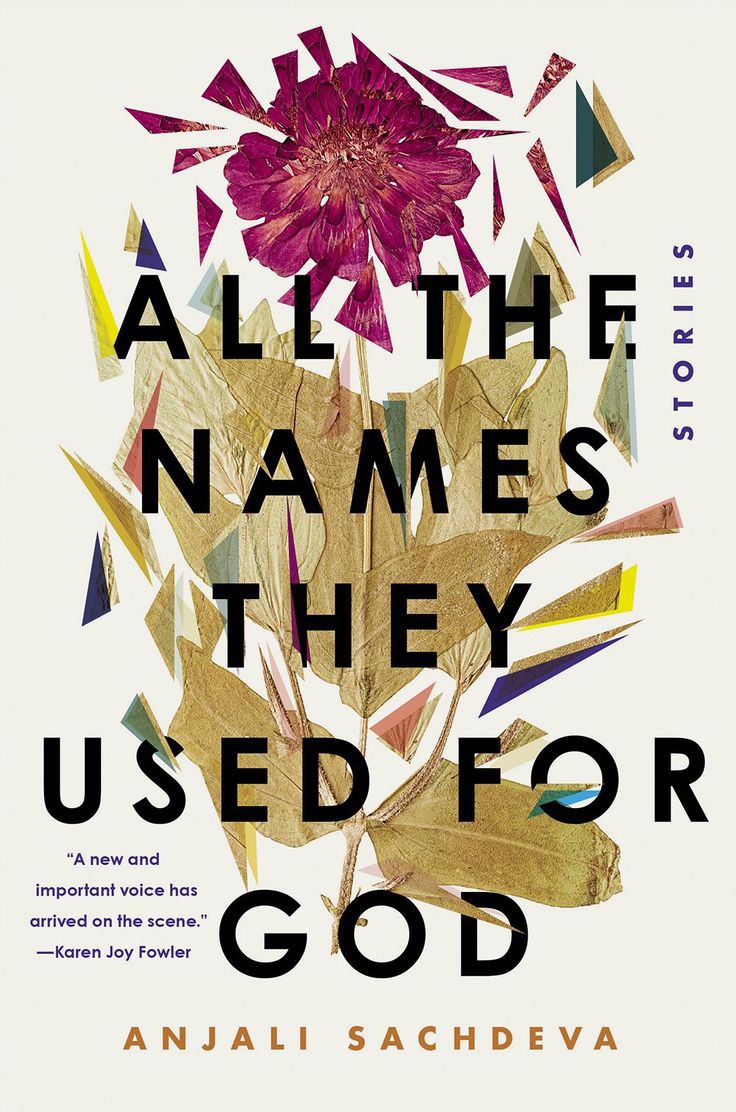 ALL THE
STORIES
NAMES
THEY
USED FOR
GOD
“A new and
important voice has
arrived on the scene.”
—Karen Joy Fowler
ANJALI SACHDEVA